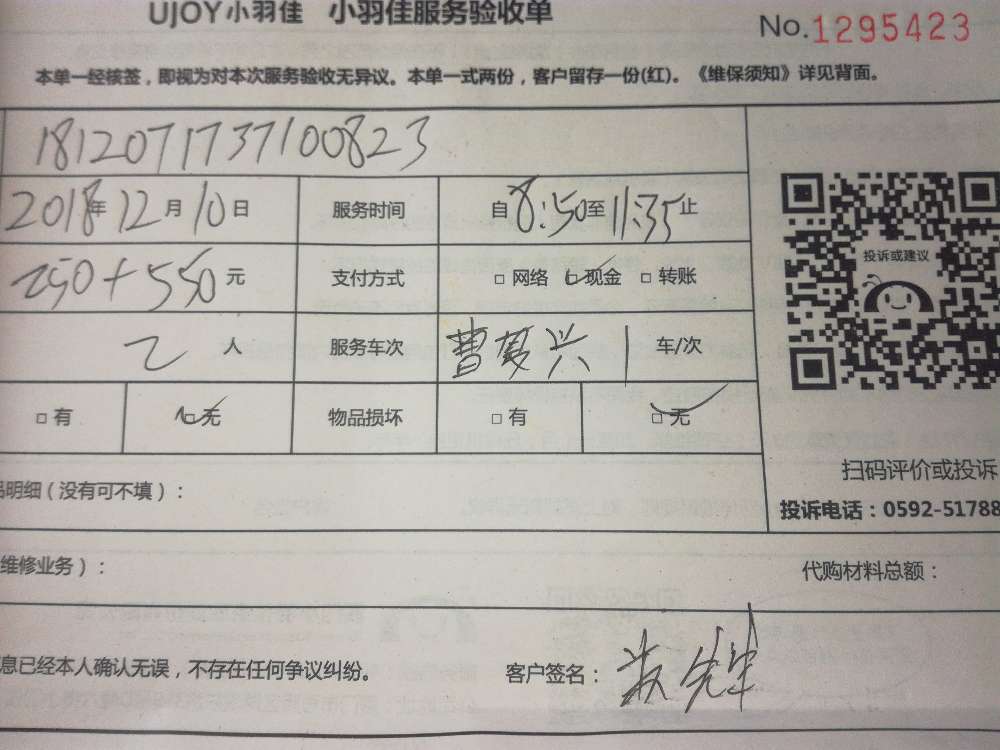 UJOY 小羽佳 小羽佳服务验收单
No.1295423
本单一经核签，即视为对本次服务验收无异议。本单一式两份，客户留存一份(红)。《维保须知》详见背面。
1812071737100823
2018年12月10日 服务时间 自8:50至11:35止
250+550元 支付方式 □ 网络 □ 现金 □ 转账
2人 服务车次 曹复兴 1 车/次
□ 有 □ 无 物品损坏 □ 有 □ 无
投诉或建议
扫码评价或投诉
品明细（没有可不填）：
投诉电话：0592-51788
维修业务）：
代购材料总额：
息已经本人确认无误，不存在任何争议纠纷。
客户签名： 先生